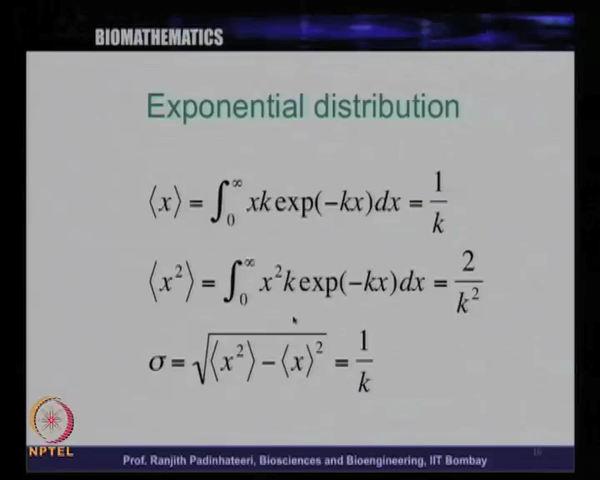 BIOMATHEMATICS
Exponential distribution
⟨x⟩ = ∫₀^∞ xk exp(−kx)dx = 1/k
⟨x²⟩ = ∫₀^∞ x²k exp(−kx)dx = 2/k²
σ = √(⟨x²⟩ − ⟨x⟩²) = 1/k
NPTEL
Prof. Ranjith Padinhateeri, Biosciences and Bioengineering, IIT Bombay